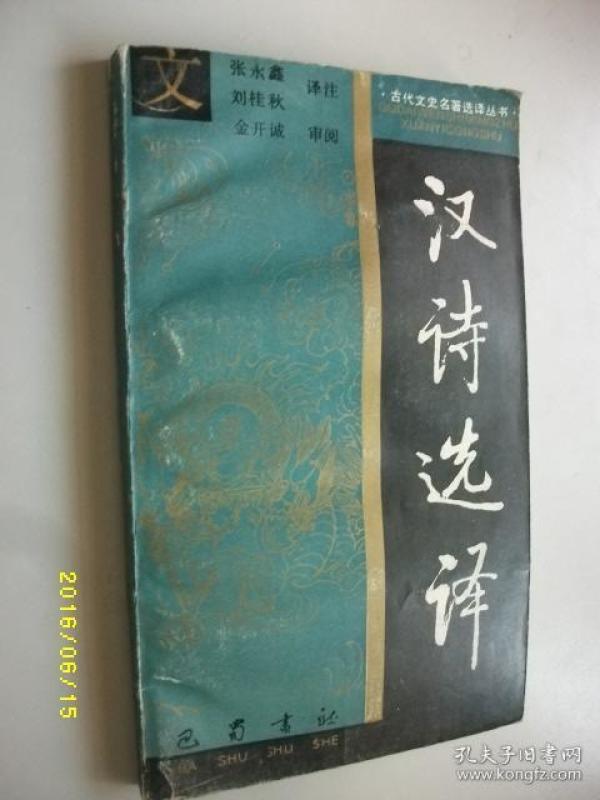 文
张永鑫 译注
刘桂秋
金开诚 审阅
·古代文史名著选译丛书·
汉诗选译
巴蜀书社
BA SHU SHU SHE
2016/06/15
孔夫子旧书网
www.kongfz.com